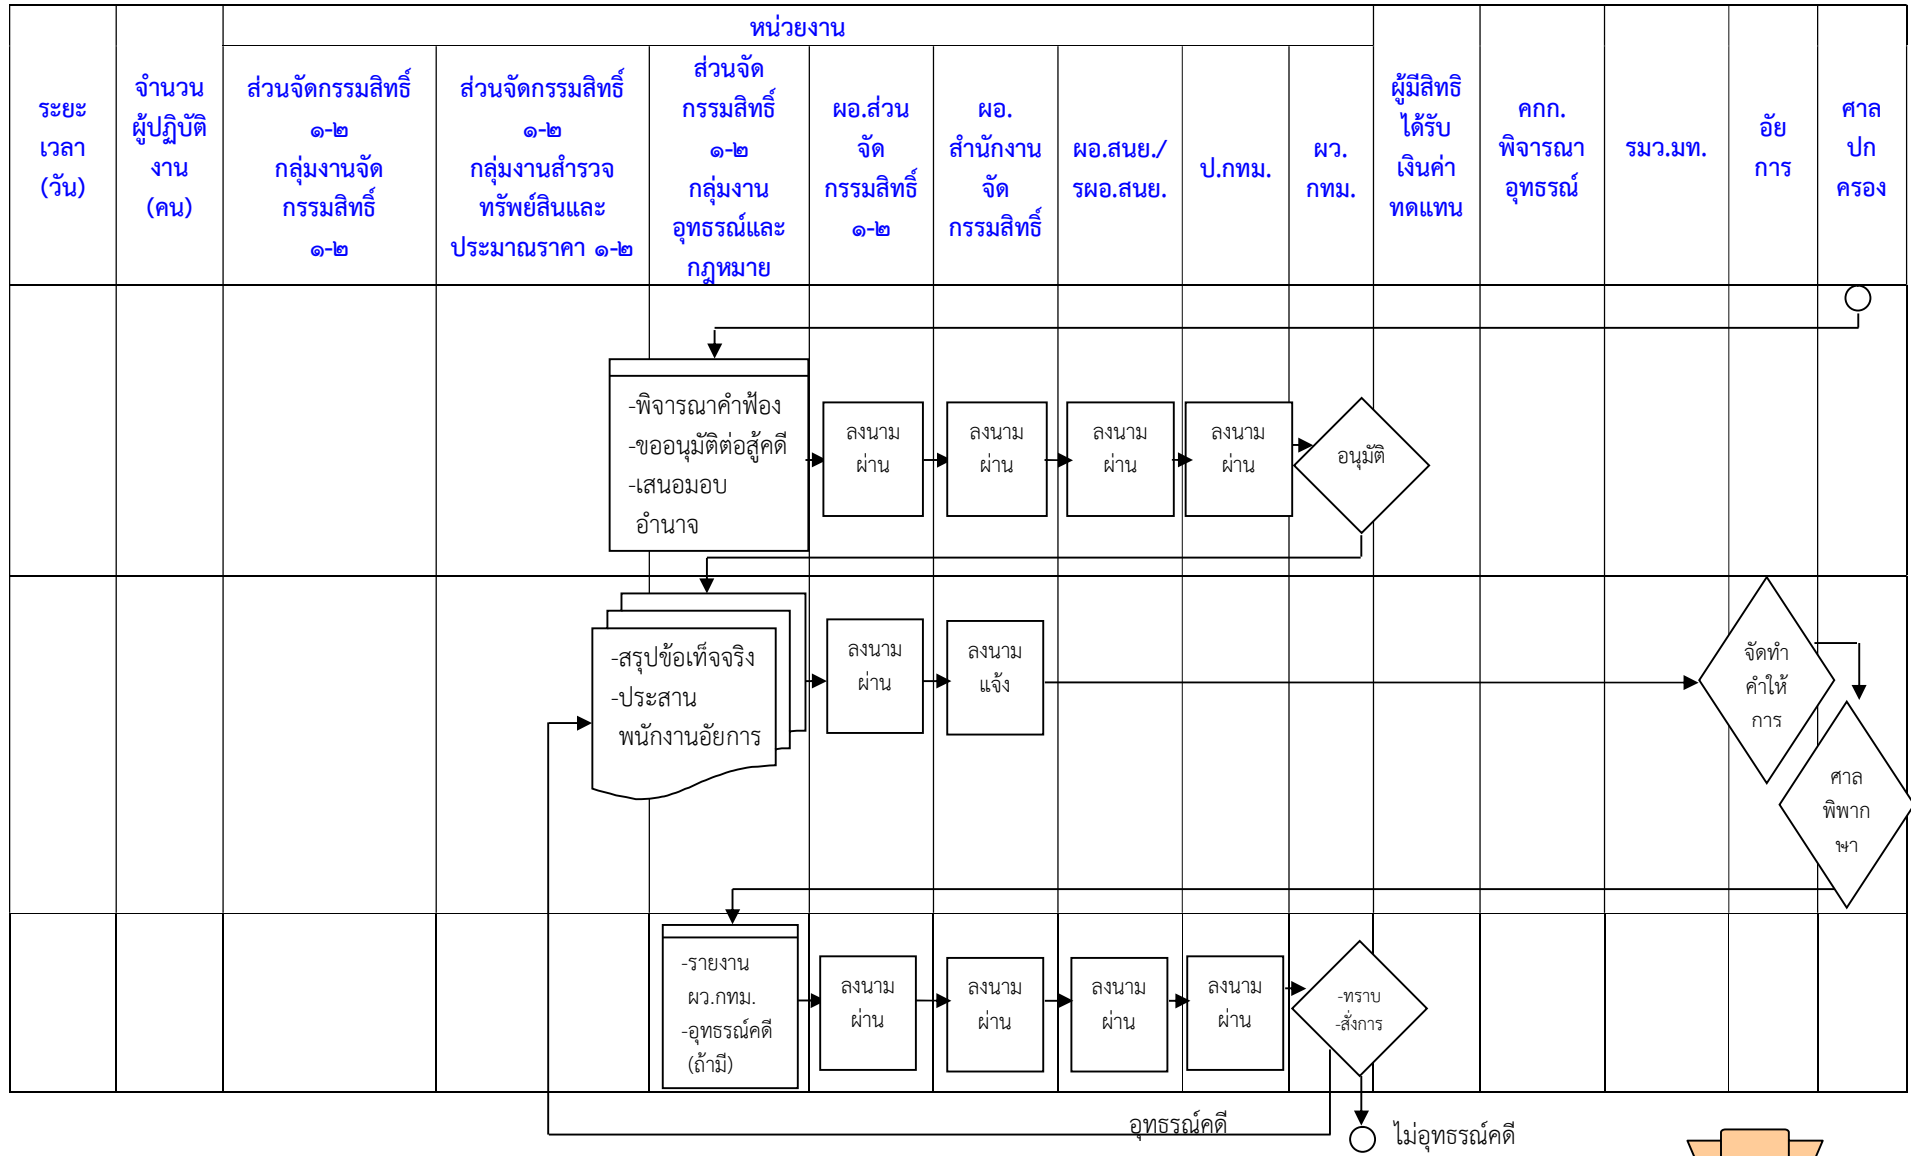 หน่วยงาน
ระยะ
เวลา
(วัน)
จำนวน
ผู้ปฏิบัติ
งาน
(คน)
ส่วนจัดกรรมสิทธิ์
๑-๒
กลุ่มงานจัด
กรรมสิทธิ์
๑-๒
ส่วนจัดกรรมสิทธิ์
๑-๒
กลุ่มงานสำรวจ
ทรัพย์สินและ
ประมาณราคา ๑-๒
ส่วนจัด
กรรมสิทธิ์
๑-๒
กลุ่มงาน
อุทธรณ์และ
กฎหมาย
ผอ.ส่วน
จัด
กรรมสิทธิ์
๑-๒
ผอ.
สำนักงาน
จัด
กรรมสิทธิ์
ผอ.สนย./
รผอ.สนย.
ป.กทม.
ผว.
กทม.
ผู้มีสิทธิ
ได้รับ
เงินค่า
ทดแทน
คกก.
พิจารณา
อุทธรณ์
รมว.มท.
อัย
การ
ศาล
ปก
ครอง
-พิจารณาคำฟ้อง
-ขออนุมัติต่อสู้คดี
-เสนอมอบ
อำนาจ
ลงนาม
ผ่าน
ลงนาม
ผ่าน
ลงนาม
ผ่าน
ลงนาม
ผ่าน
อนุมัติ
-สรุปข้อเท็จจริง
-ประสาน
พนักงานอัยการ
ลงนาม
ผ่าน
ลงนาม
แจ้ง
จัดทำ
คำให้
การ
ศาล
พิพาก
ษา
-รายงาน
ผว.กทม.
-อุทธรณ์คดี
(ถ้ามี)
ลงนาม
ผ่าน
ลงนาม
ผ่าน
ลงนาม
ผ่าน
ลงนาม
ผ่าน
-ทราบ
-สั่งการ
อุทธรณ์คดี
ไม่อุทธรณ์คดี